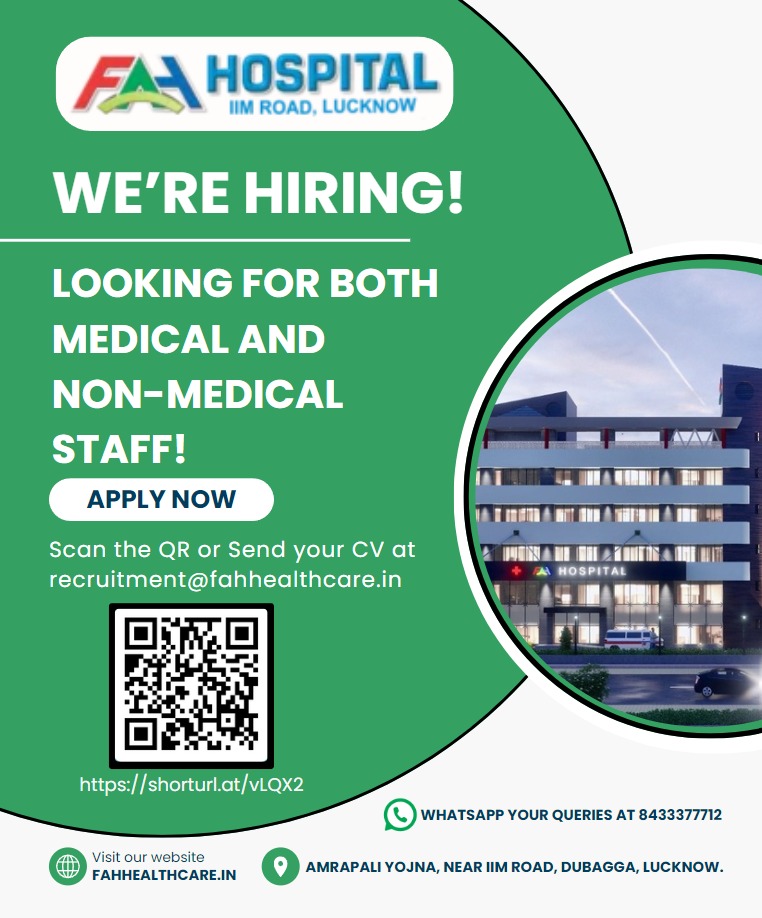 FAH HOSPITAL
IIM ROAD, LUCKNOW
WE’RE HIRING!
LOOKING FOR BOTH
MEDICAL AND
NON-MEDICAL
STAFF!
APPLY NOW
Scan the QR or Send your CV at
recruitment@fahhealthcare.in
FAH HOSPITAL
https://shorturl.at/vLQX2
WHATSAPP YOUR QUERIES AT 8433377712
Visit our website
FAHHEALTHCARE.IN
AMRAPALI YOJNA, NEAR IIM ROAD, DUBAGGA, LUCKNOW.